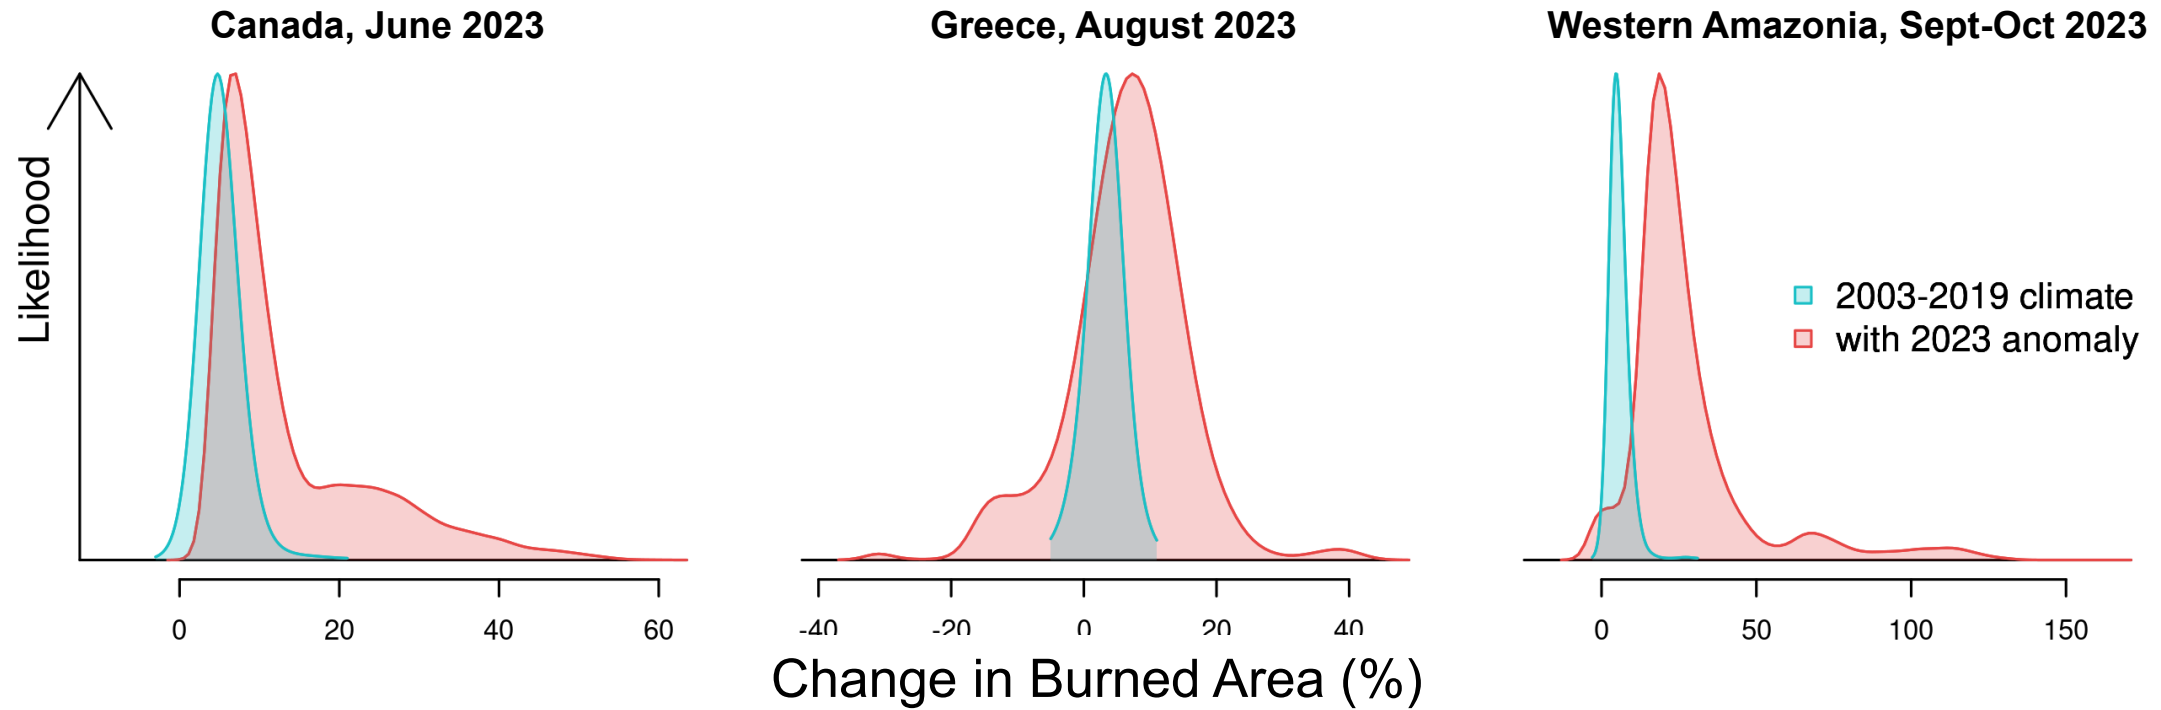 Canada, June 2023
Greece, August 2023
Western Amazonia, Sept-Oct 2023
Likelihood
2003-2019 climate
with 2023 anomaly
0 20 40 60
-40 -20 0 20 40
0 50 100 150
Change in Burned Area (%)